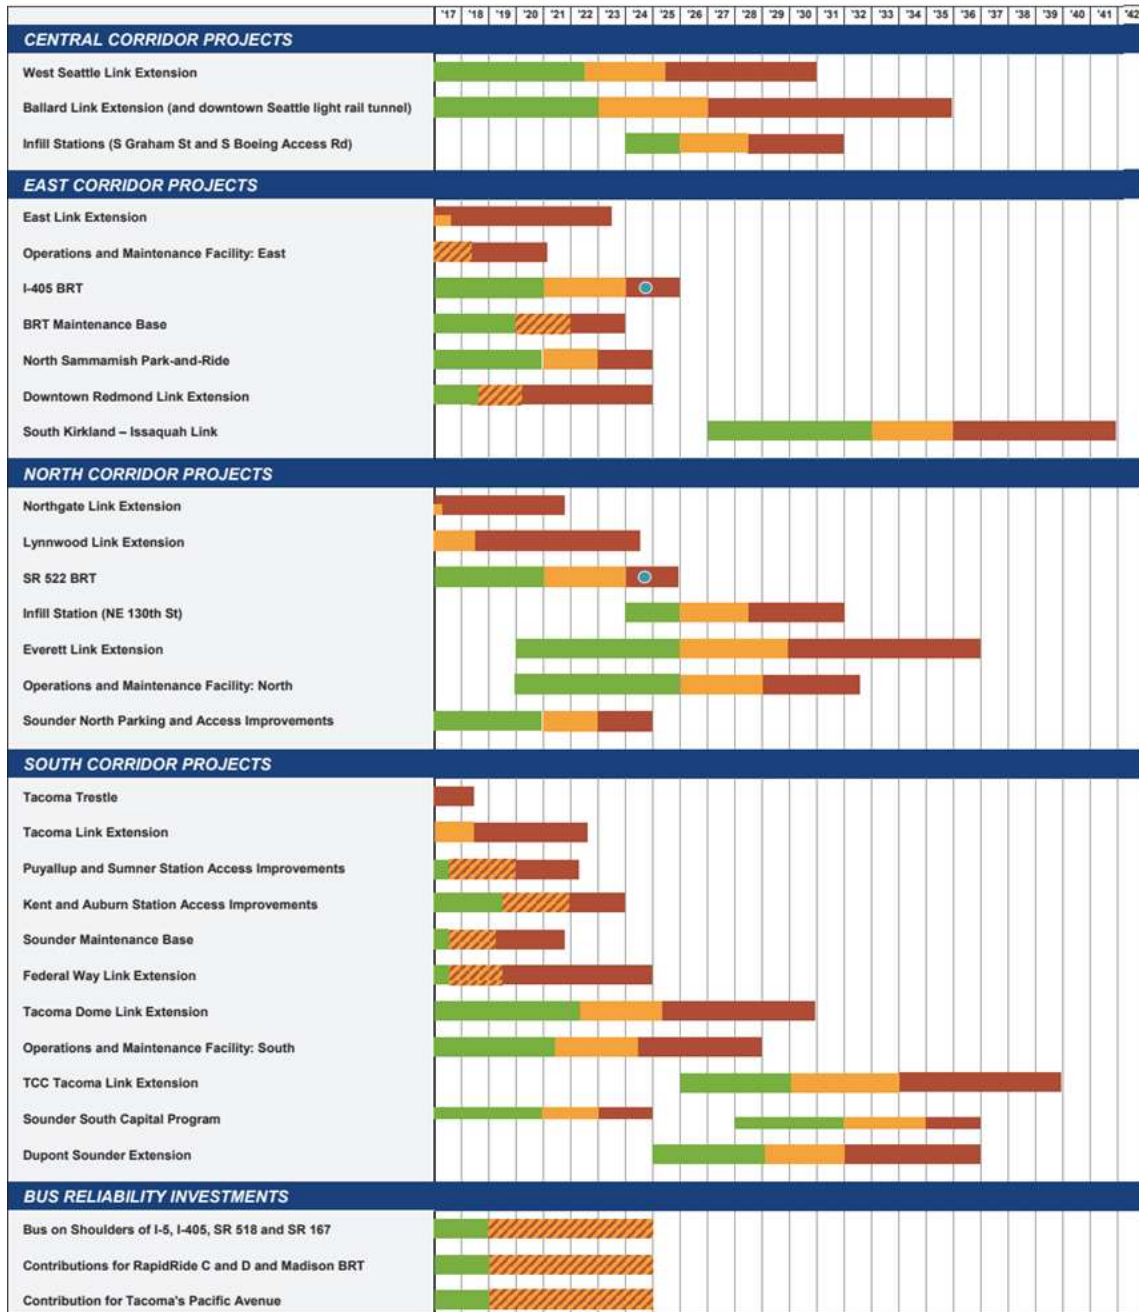 '17 '18 '19 '20 '21 '22 '23 '24 '25 '26 '27 '28 '29 '30 '31 '32 '33 '34 '35 '36 '37 '38 '39 '40 '41 '42
CENTRAL CORRIDOR PROJECTS
West Seattle Link Extension
Ballard Link Extension (and downtown Seattle light rail tunnel)
Infill Stations (S Graham St and S Boeing Access Rd)
EAST CORRIDOR PROJECTS
East Link Extension
Operations and Maintenance Facility: East
I-405 BRT
BRT Maintenance Base
North Sammamish Park-and-Ride
Downtown Redmond Link Extension
South Kirkland – Issaquah Link
NORTH CORRIDOR PROJECTS
Northgate Link Extension
Lynnwood Link Extension
SR 522 BRT
Infill Station (NE 130th St)
Everett Link Extension
Operations and Maintenance Facility: North
Sounder North Parking and Access Improvements
SOUTH CORRIDOR PROJECTS
Tacoma Trestle
Tacoma Link Extension
Puyallup and Sumner Station Access Improvements
Kent and Auburn Station Access Improvements
Sounder Maintenance Base
Federal Way Link Extension
Tacoma Dome Link Extension
Operations and Maintenance Facility: South
TCC Tacoma Link Extension
Sounder South Capital Program
Dupont Sounder Extension
BUS RELIABILITY INVESTMENTS
Bus on Shoulders of I-5, I-405, SR 518 and SR 167
Contributions for RapidRide C and D and Madison BRT
Contribution for Tacoma's Pacific Avenue